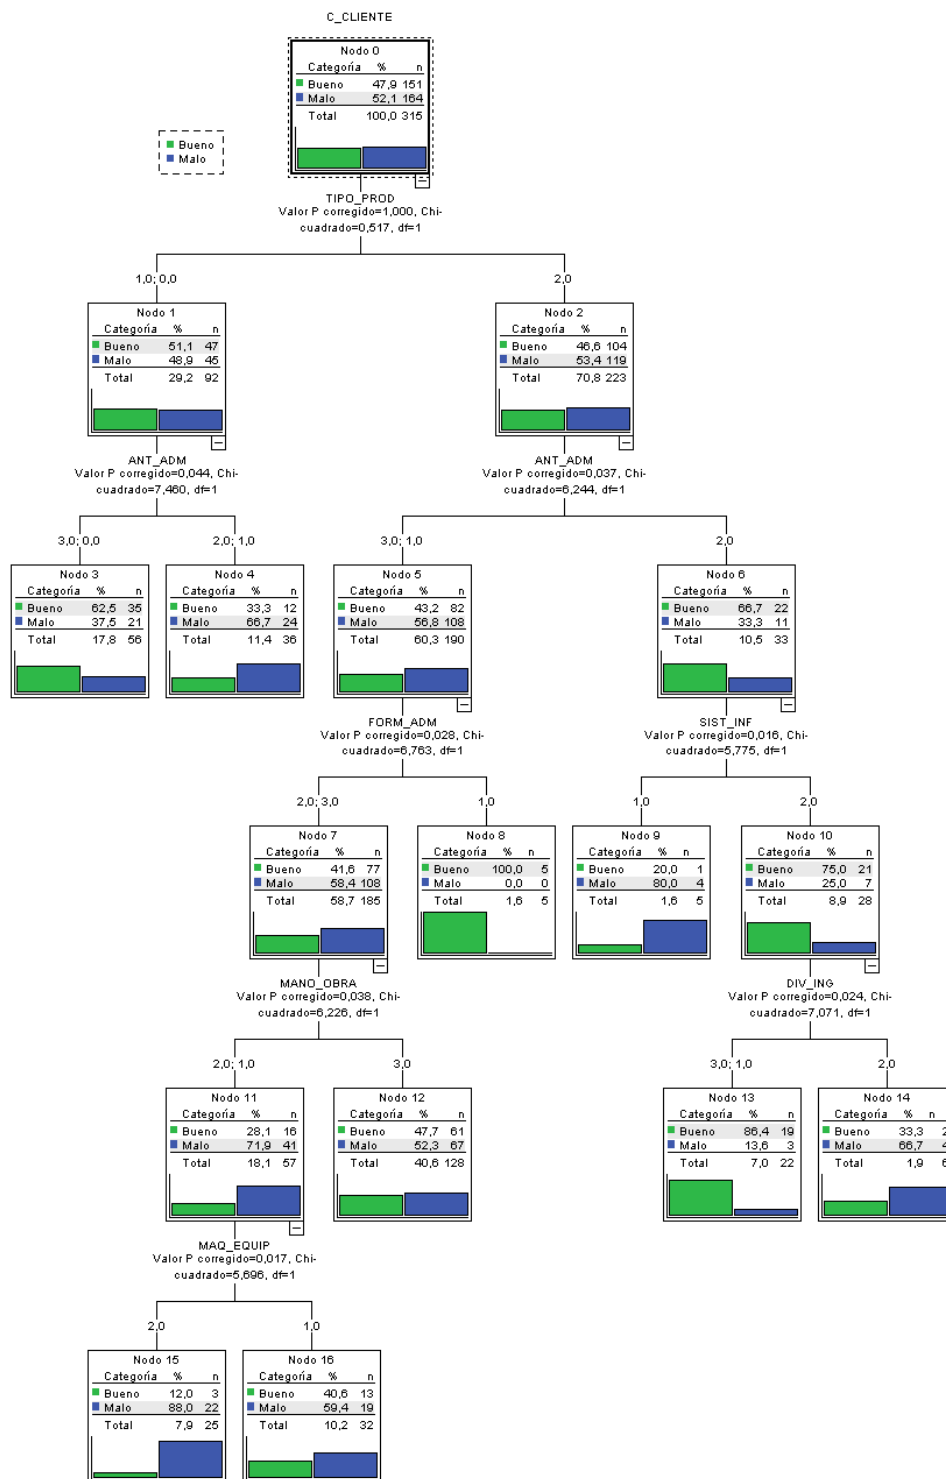 C_CLIENTE
Nodo 0
Categoría % n
Bueno 47,9 151
Malo 52,1 164
Total 100,0 315
Bueno
Malo
TIPO_PROD
Valor P corregido=1,000, Chi-
cuadrado=0,517, df=1
1,0; 0,0
2,0
Nodo 1
Categoría % n
Bueno 51,1 47
Malo 48,9 45
Total 29,2 92
Nodo 2
Categoría % n
Bueno 46,6 104
Malo 53,4 119
Total 70,8 223
ANT_ADM
Valor P corregido=0,044, Chi-
cuadrado=7,460, df=1
ANT_ADM
Valor P corregido=0,037, Chi-
cuadrado=6,244, df=1
3,0; 0,0
2,0; 1,0
3,0; 1,0
2,0
Nodo 3
Categoría % n
Bueno 62,5 35
Malo 37,5 21
Total 17,8 56
Nodo 4
Categoría % n
Bueno 33,3 12
Malo 66,7 24
Total 11,4 36
Nodo 5
Categoría % n
Bueno 43,2 82
Malo 56,8 108
Total 60,3 190
Nodo 6
Categoría % n
Bueno 66,7 22
Malo 33,3 11
Total 10,5 33
FORM_ADM
Valor P corregido=0,028, Chi-
cuadrado=6,763, df=1
SIST_INF
Valor P corregido=0,016, Chi-
cuadrado=5,775, df=1
2,0; 3,0
1,0
1,0
2,0
Nodo 7
Categoría % n
Bueno 41,6 77
Malo 58,4 108
Total 58,7 185
Nodo 8
Categoría % n
Bueno 100,0 5
Malo 0,0 0
Total 1,6 5
Nodo 9
Categoría % n
Bueno 20,0 1
Malo 80,0 4
Total 1,6 5
Nodo 10
Categoría % n
Bueno 75,0 21
Malo 25,0 7
Total 8,9 28
MANO_OBRA
Valor P corregido=0,038, Chi-
cuadrado=6,226, df=1
DIV_ING
Valor P corregido=0,024, Chi-
cuadrado=7,071, df=1
2,0; 1,0
3,0
3,0; 1,0
2,0
Nodo 11
Categoría % n
Bueno 28,1 16
Malo 71,9 41
Total 18,1 57
Nodo 12
Categoría % n
Bueno 47,7 61
Malo 52,3 67
Total 40,6 128
Nodo 13
Categoría % n
Bueno 86,4 19
Malo 13,6 3
Total 7,0 22
Nodo 14
Categoría % n
Bueno 33,3 2
Malo 66,7 4
Total 1,9 6
MAQ_EQUIP
Valor P corregido=0,017, Chi-
cuadrado=5,696, df=1
2,0
1,0
Nodo 15
Categoría % n
Bueno 12,0 3
Malo 88,0 22
Total 7,9 25
Nodo 16
Categoría % n
Bueno 40,6 13
Malo 59,4 19
Total 10,2 32